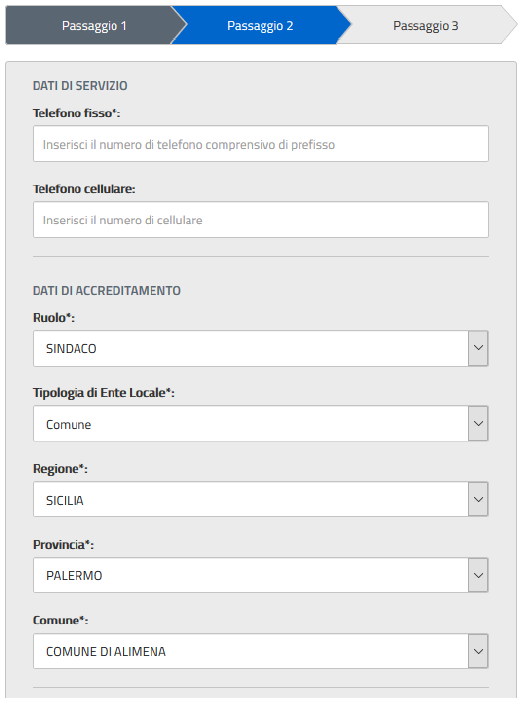 Passaggio 1
Passaggio 2
Passaggio 3
DATI DI SERVIZIO
Telefono fisso*:
Inserisci il numero di telefono comprensivo di prefisso
Telefono cellulare:
Inserisci il numero di cellulare
DATI DI ACCREDITAMENTO
Ruolo*:
SINDACO
Tipologia di Ente Locale*:
Comune
Regione*:
SICILIA
Provincia*:
PALERMO
Comune*:
COMUNE DI ALIMENA